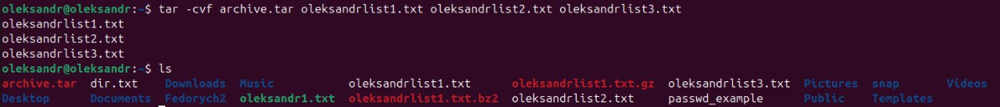 oleksandr@oleksandr:~$ tar -cvf archive.tar oleksandrlist1.txt oleksandrlist2.txt oleksandrlist3.txt
oleksandrlist1.txt
oleksandrlist2.txt
oleksandrlist3.txt
oleksandr@oleksandr:~$ ls
archive.tar dir.txt Downloads Music oleksandrlist1.txt oleksandrlist1.txt.gz oleksandrlist3.txt Pictures snap Videos
Desktop Documents Fedorych2 oleksandr1.txt oleksandrlist1.txt.bz2 oleksandrlist2.txt passwd_example Public Templates